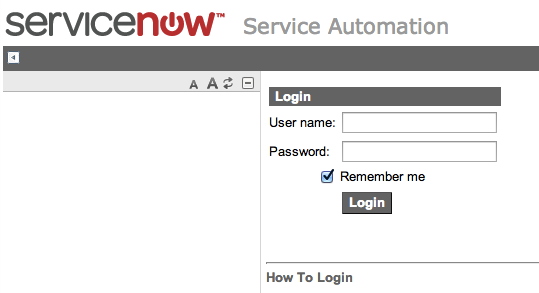 servicenow™ Service Automation
A A
Login
User name:
Password:
Remember me
Login
How To Login